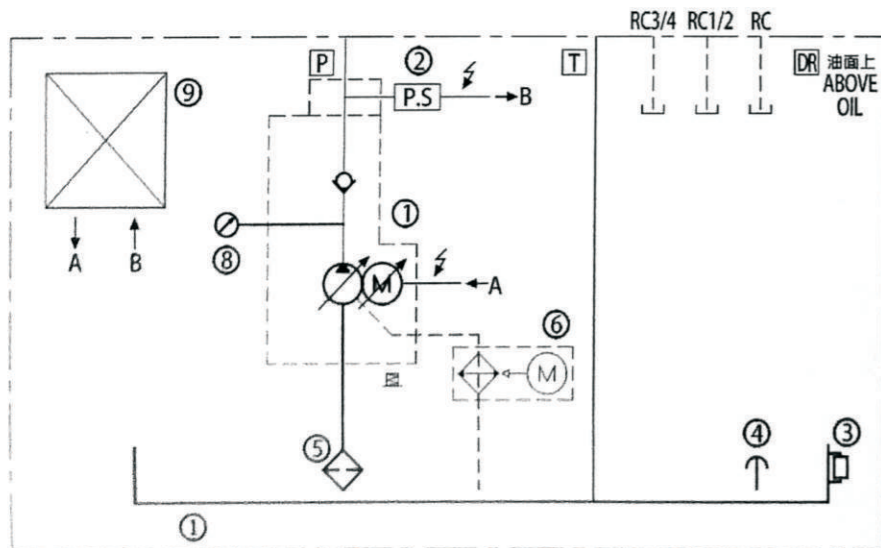 RC3/4 RC1/2 RC
P ② T DR 油面上
ABOVE
OIL
⑨ P.S B
①
A B ⑧ M A
⑥
M
⑤ ④ ③
①